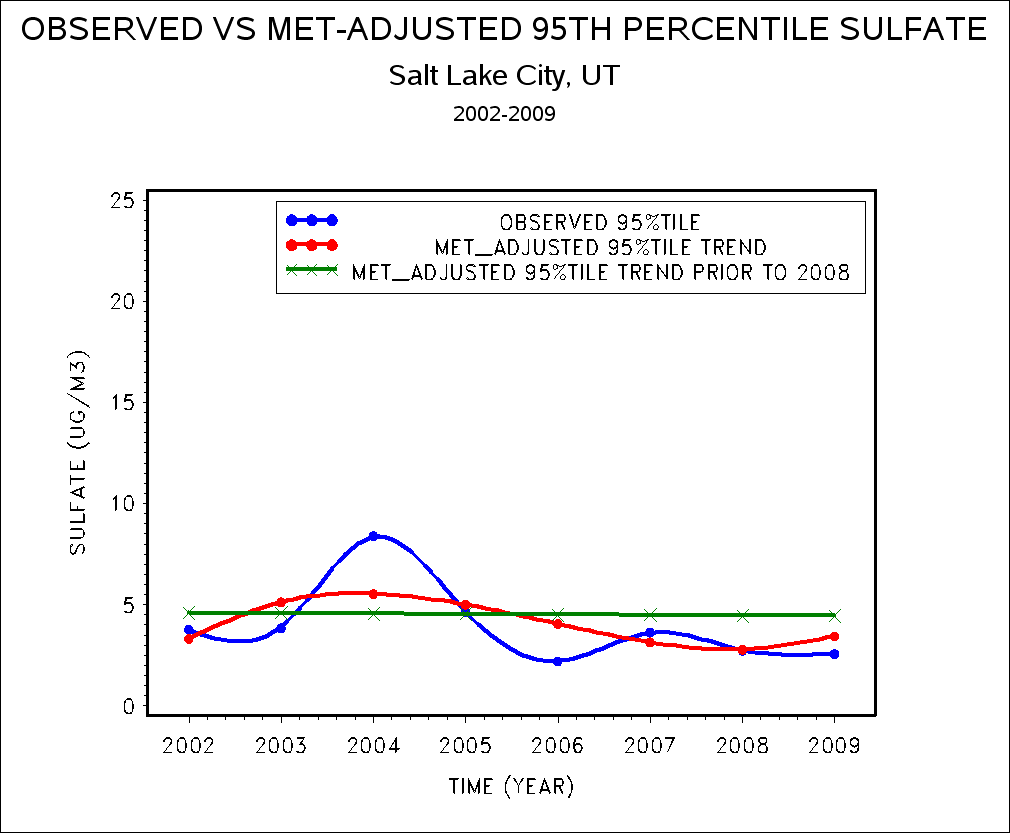 OBSERVED VS MET-ADJUSTED 95TH PERCENTILE SULFATE
Salt Lake City, UT
2002-2009
OBSERVED 95%TILE
MET_ADJUSTED 95%TILE TREND
MET_ADJUSTED 95%TILE TREND PRIOR TO 2008
25
20
15
10
5
0
SULFATE (UG/M3)
2002 2003 2004 2005 2006 2007 2008 2009
TIME (YEAR)